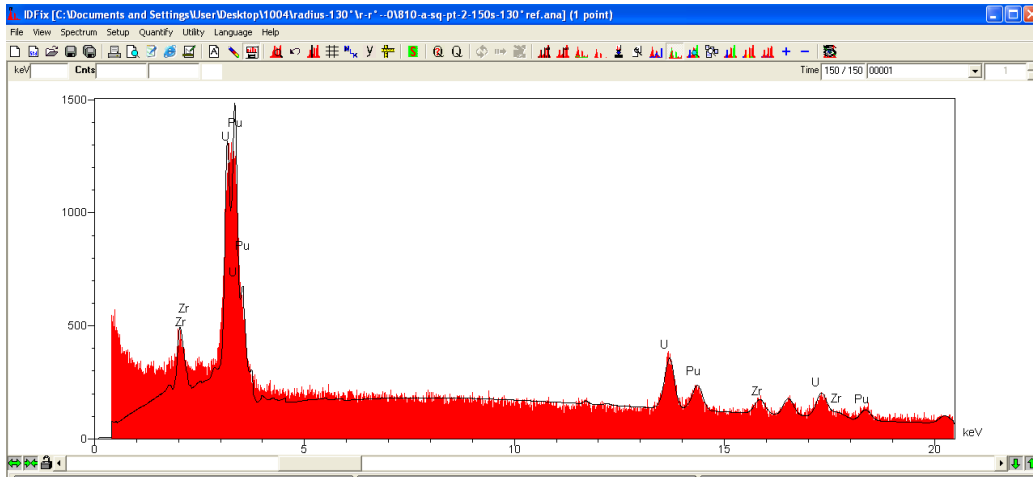 IDFix [C:\Documents and Settings\User\Desktop\1004\radius-130˚\r-r˚--0\810-a-sq-pt-2-150s-130˚ref.ana] (1 point)
File View Spectrum Setup Quantify Utility Language Help
keV Cnts Time 150 / 150 00001 1
1500
Pu
U
1000
Pu
U
Zr
500
Zr
U
Pu
Zr
U
Zr
Pu
0
keV
0 5 10 15 20